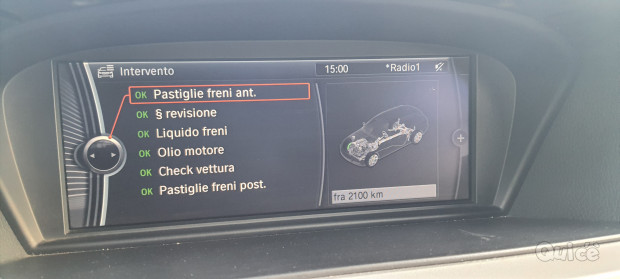 Intervento
15:00
*Radio1
OK Pastiglie freni ant.
OK § revisione
OK Liquido freni
OK Olio motore
OK Check vettura
OK Pastiglie freni post.
fra 2100 km
Quicè